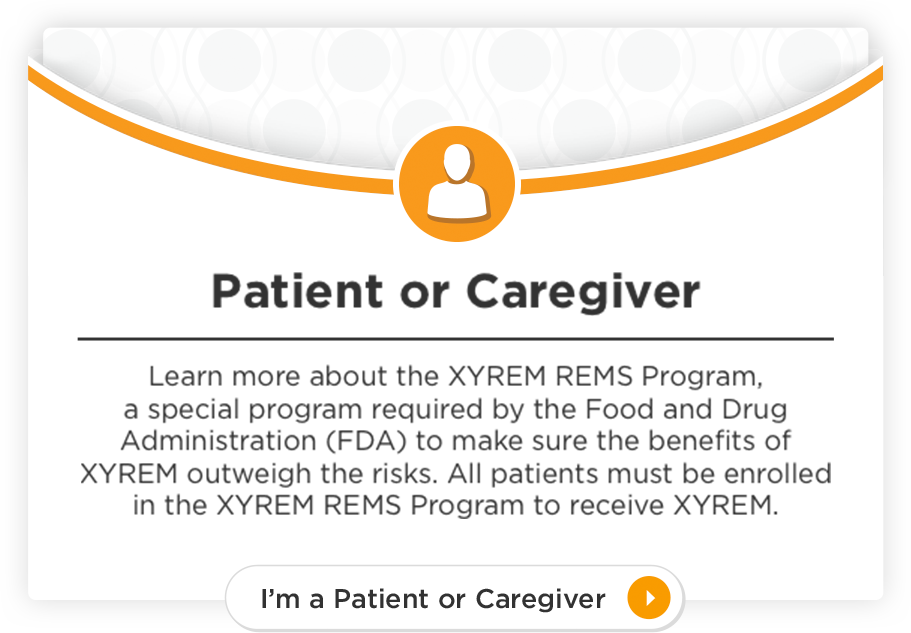 Patient or Caregiver
Learn more about the XYREM REMS Program,
a special program required by the Food and Drug
Administration (FDA) to make sure the benefits of
XYREM outweigh the risks. All patients must be enrolled
in the XYREM REMS Program to receive XYREM.
I’m a Patient or Caregiver